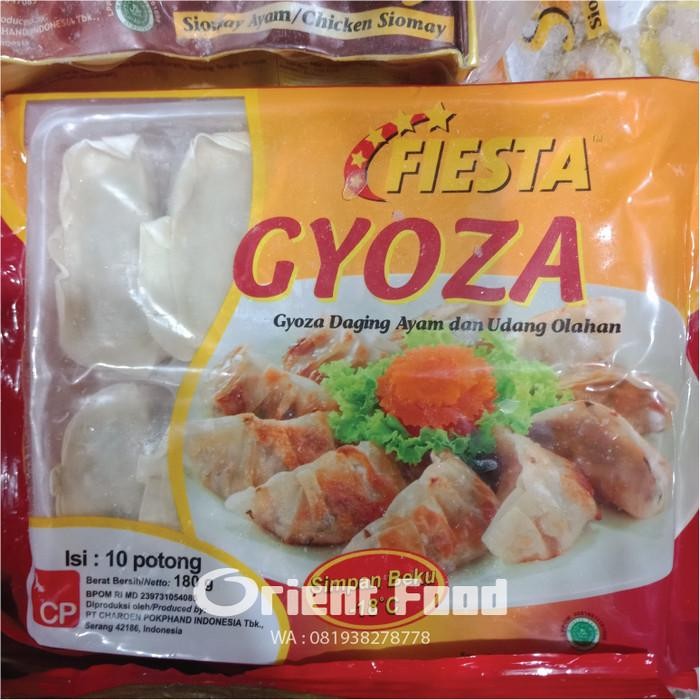 Sionay Ayam/Chicken Siomay
FIESTA
GYOZA
Gyoza Daging Ayam dan Udang Olahan
Isi : 10 potong
Berat Bersih/Netto: 180 g
BPOM RI MD
Diproduksi oleh/Produced by:
PT CHAROEN POKPHAND INDONESIA Tbk.,
Serang 42186, Indonesia
CP
Simpan Beku
-18°C
Orient Food
WA : 081938278778